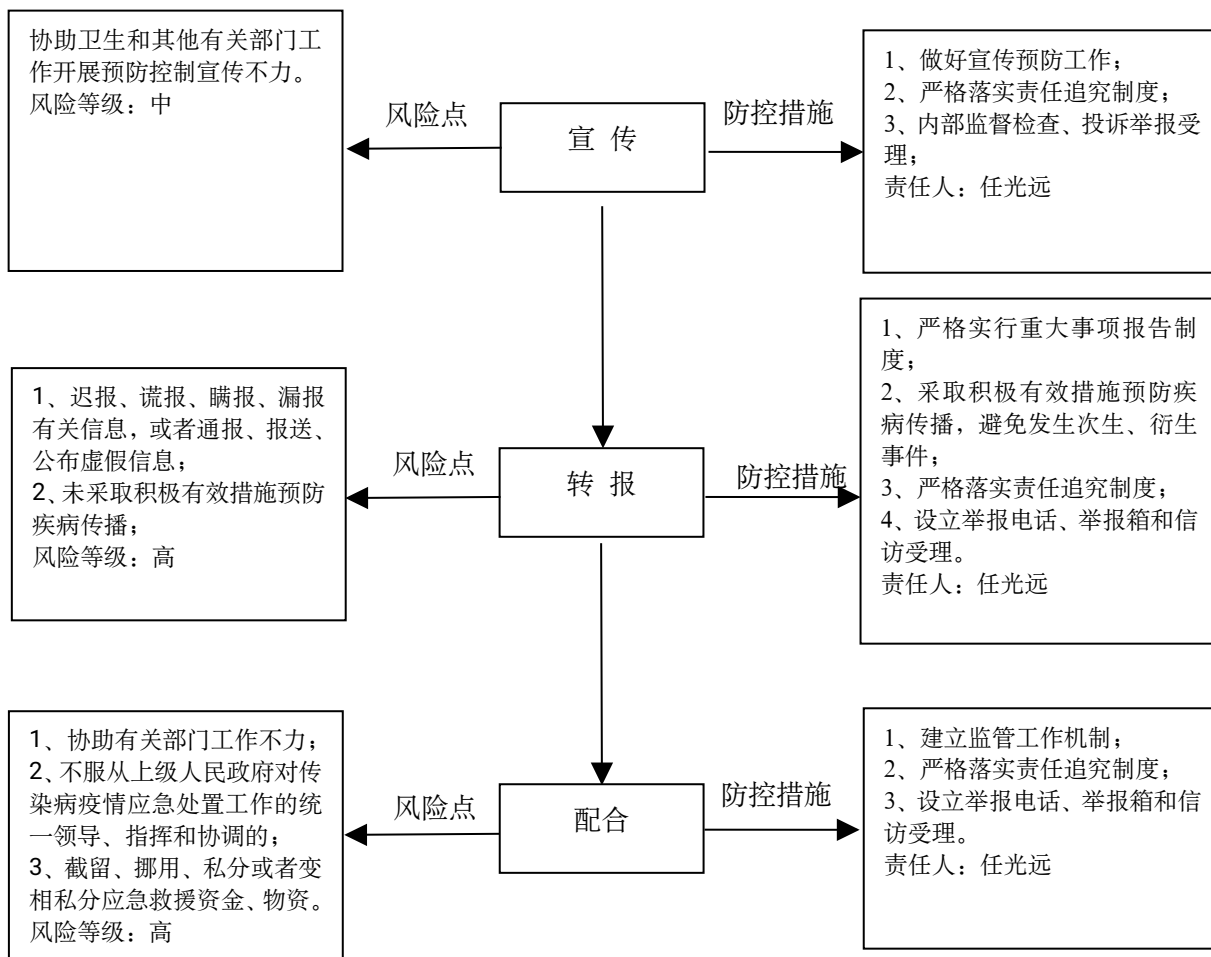 协助卫生和其他有关部门工
作开展预防控制宣传不力。
风险等级：中
风险点
宣 传
防控措施
1、做好宣传预防工作；
2、严格落实责任追究制度；
3、内部监督检查、投诉举报受
理；
责任人：任光远
1、迟报、谎报、瞒报、漏报
有关信息，或者通报、报送、
公布虚假信息；
2、未采取积极有效措施预防
疾病传播；
风险等级：高
风险点
转 报
防控措施
1、严格实行重大事项报告制
度；
2、采取积极有效措施预防疾
病传播，避免发生次生、衍生
事件；
3、严格落实责任追究制度；
4、设立举报电话、举报箱和信
访受理。
责任人：任光远
1、协助有关部门工作不力；
2、不服从上级人民政府对传
染病疫情应急处置工作的统
一领导、指挥和协调的；
3、截留、挪用、私分或者变
相私分应急救援资金、物资。
风险等级：高
风险点
配合
防控措施
1、建立监管工作机制；
2、严格落实责任追究制度；
3、设立举报电话、举报箱和信
访受理。
责任人：任光远